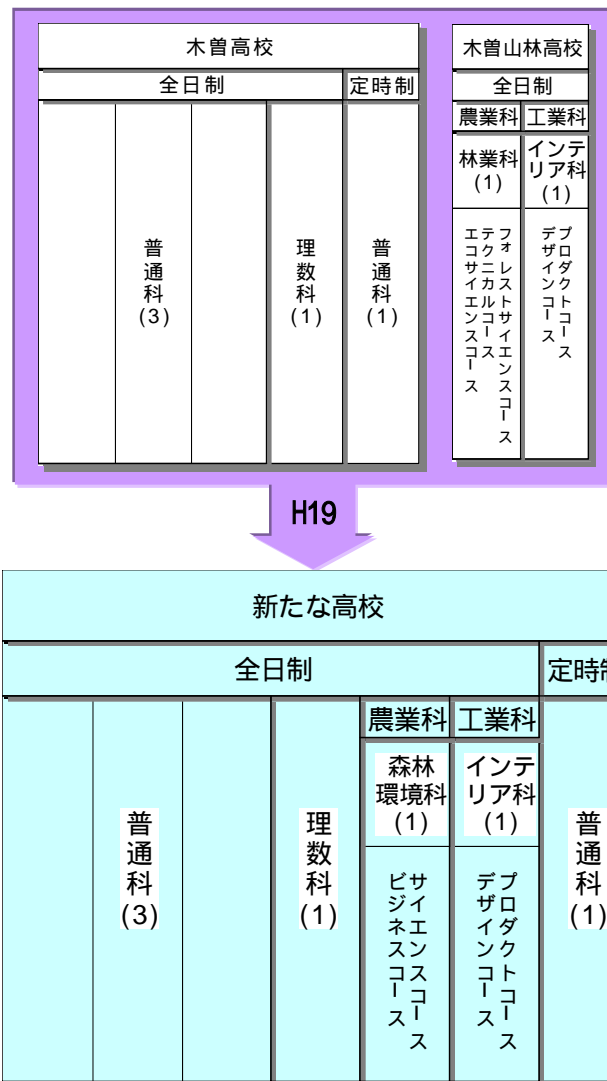 木曽高校
全日制
定時制
普通科(3)
理数科(1)
普通科(1)
木曽山林高校
全日制
農業科
工業科
林業科
(1)
インテ
リア科
(1)
フォレストサイエンスコース
テクニカルコース
エコサイエンスコース
プロダクトコース
デザインコース
H19
新たな高校
全日制
定時制
農業科
工業科
普通科(3)
理数科(1)
森林
環境科
(1)
インテ
リア科
(1)
サイエンスコース
ビジネスコース
プロダクトコース
デザインコース
普通科(1)